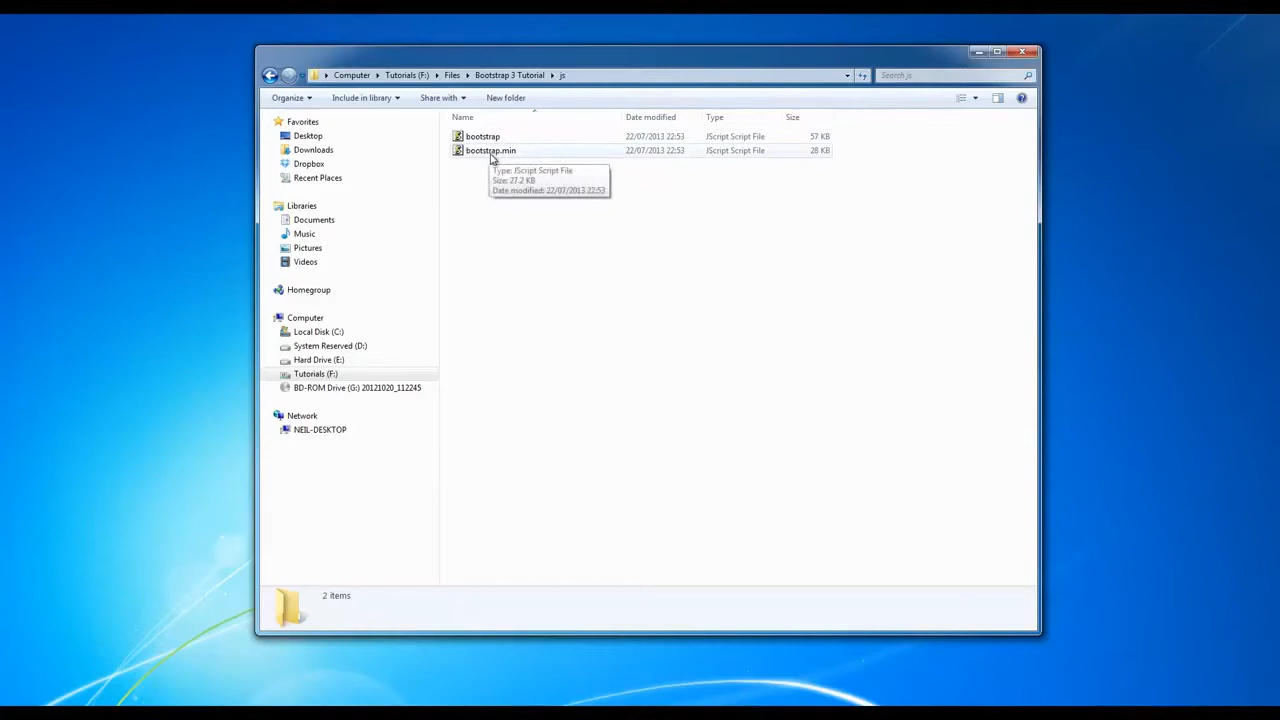 Computer Tutorials (F:) Files Bootstrap 3 Tutorial js Search js
Organize Include in library Share with New folder
Name Date modified Type Size
bootstrap 22/07/2013 22:53 JScript Script File 57 KB
bootstrap.min 22/07/2013 22:53 JScript Script File 28 KB
Type: JScript Script File
Size: 27.2 KB
Date modified: 22/07/2013 22:53
Favorites
Desktop
Downloads
Dropbox
Recent Places
Libraries
Documents
Music
Pictures
Videos
Homegroup
Computer
Local Disk (C:)
System Reserved (D:)
Hard Drive (E:)
Tutorials (F:)
BD-ROM Drive (G:) 20121020_112245
Network
NEIL-DESKTOP
2 items